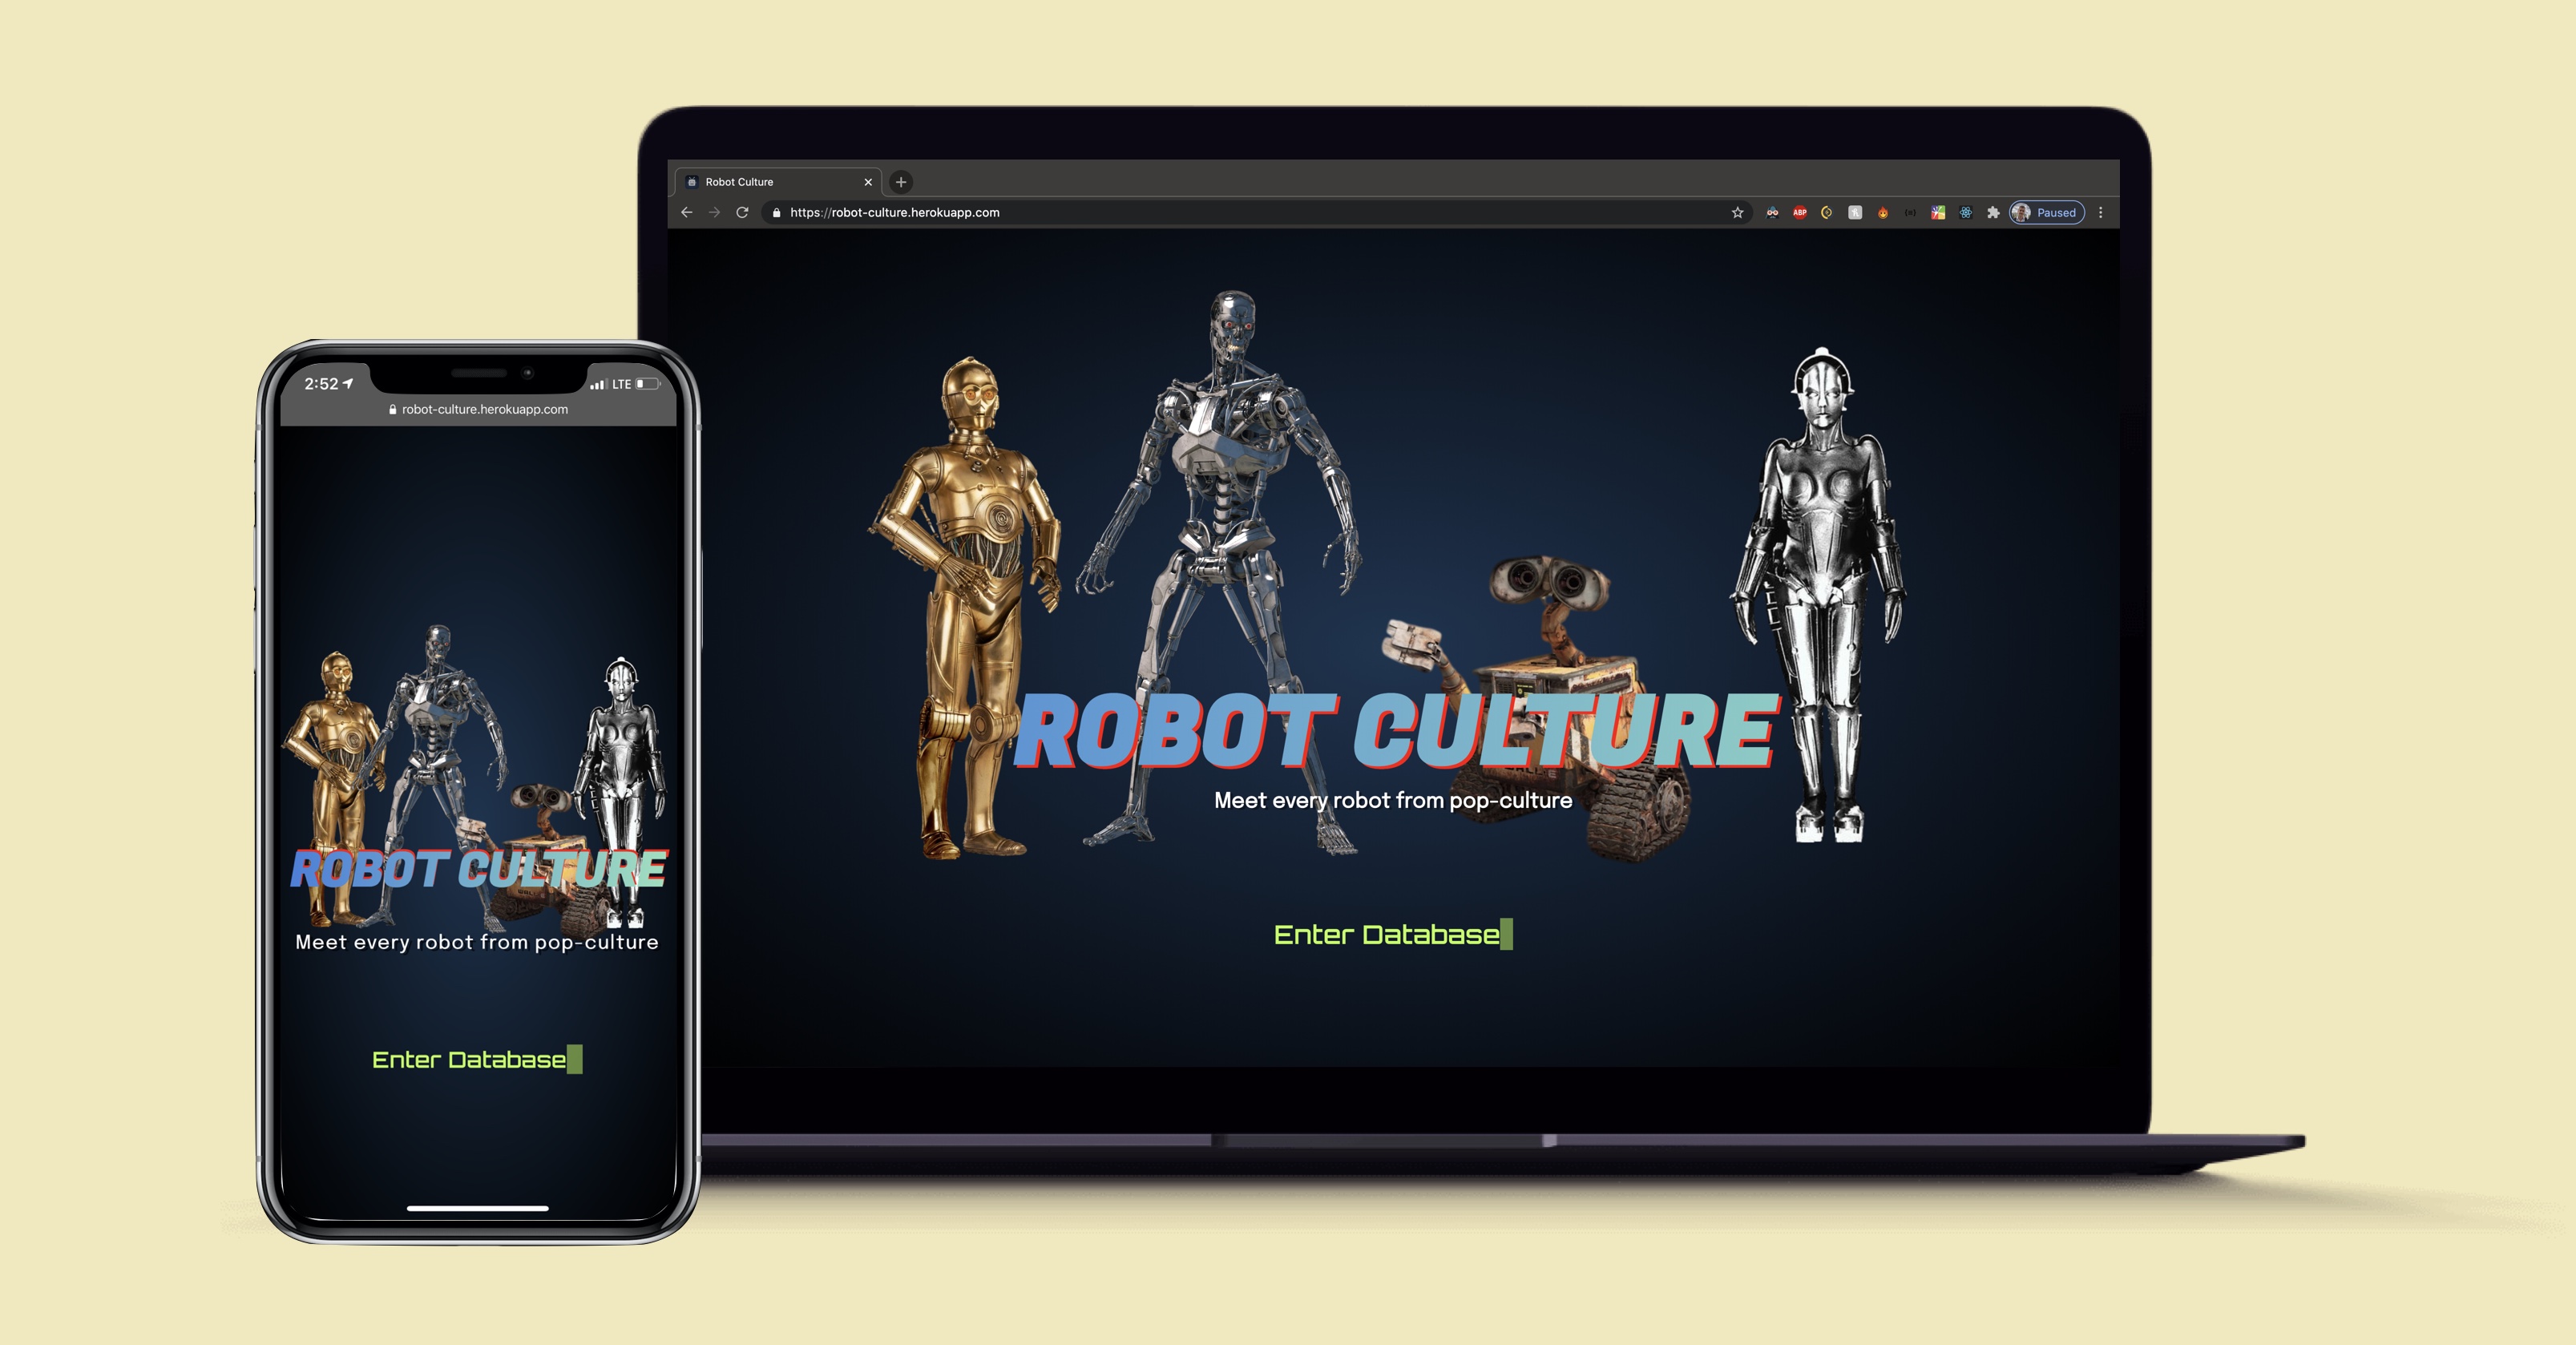 2:52
LTE
robot-culture.herokuapp.com
ROBOT CULTURE
Meet every robot from pop-culture
Enter Database
Robot Culture
https://robot-culture.herokuapp.com
ABP
Paused
ROBOT CULTURE
Meet every robot from pop-culture
Enter Database